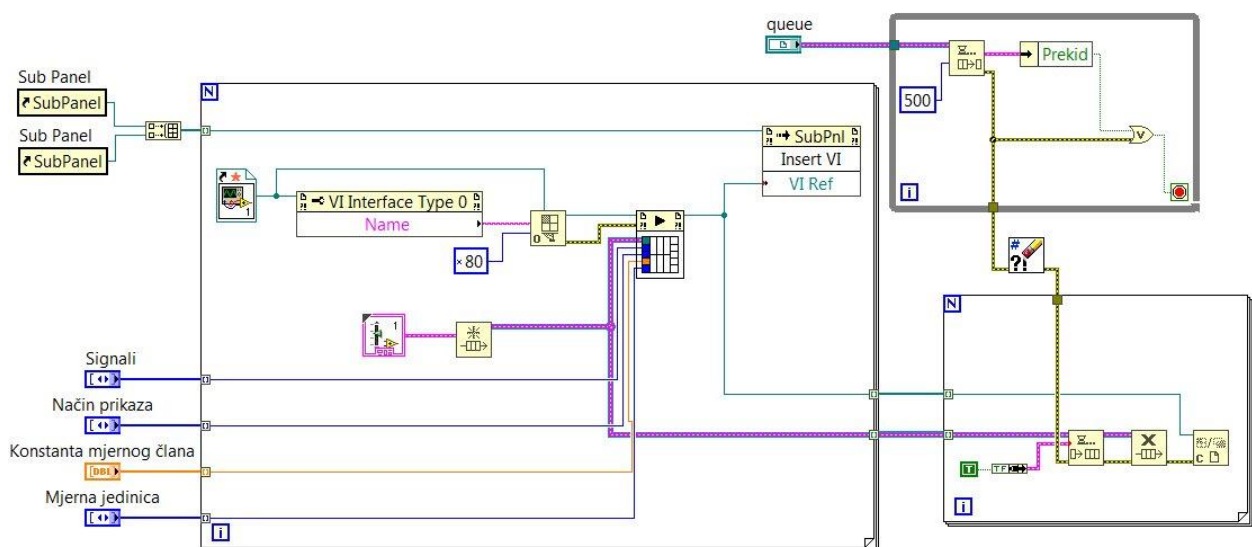 queue
Prekid
500
V
i
Sub Panel
SubPanel
Sub Panel
SubPanel
N
SubPnl
Insert VI
VI Ref
VI Interface Type 0
Name
1
×80
1
#
?!
N
Signali
Način prikaza
Konstanta mjernog člana
DBL
Mjerna jedinica
T
TF
C
i
i